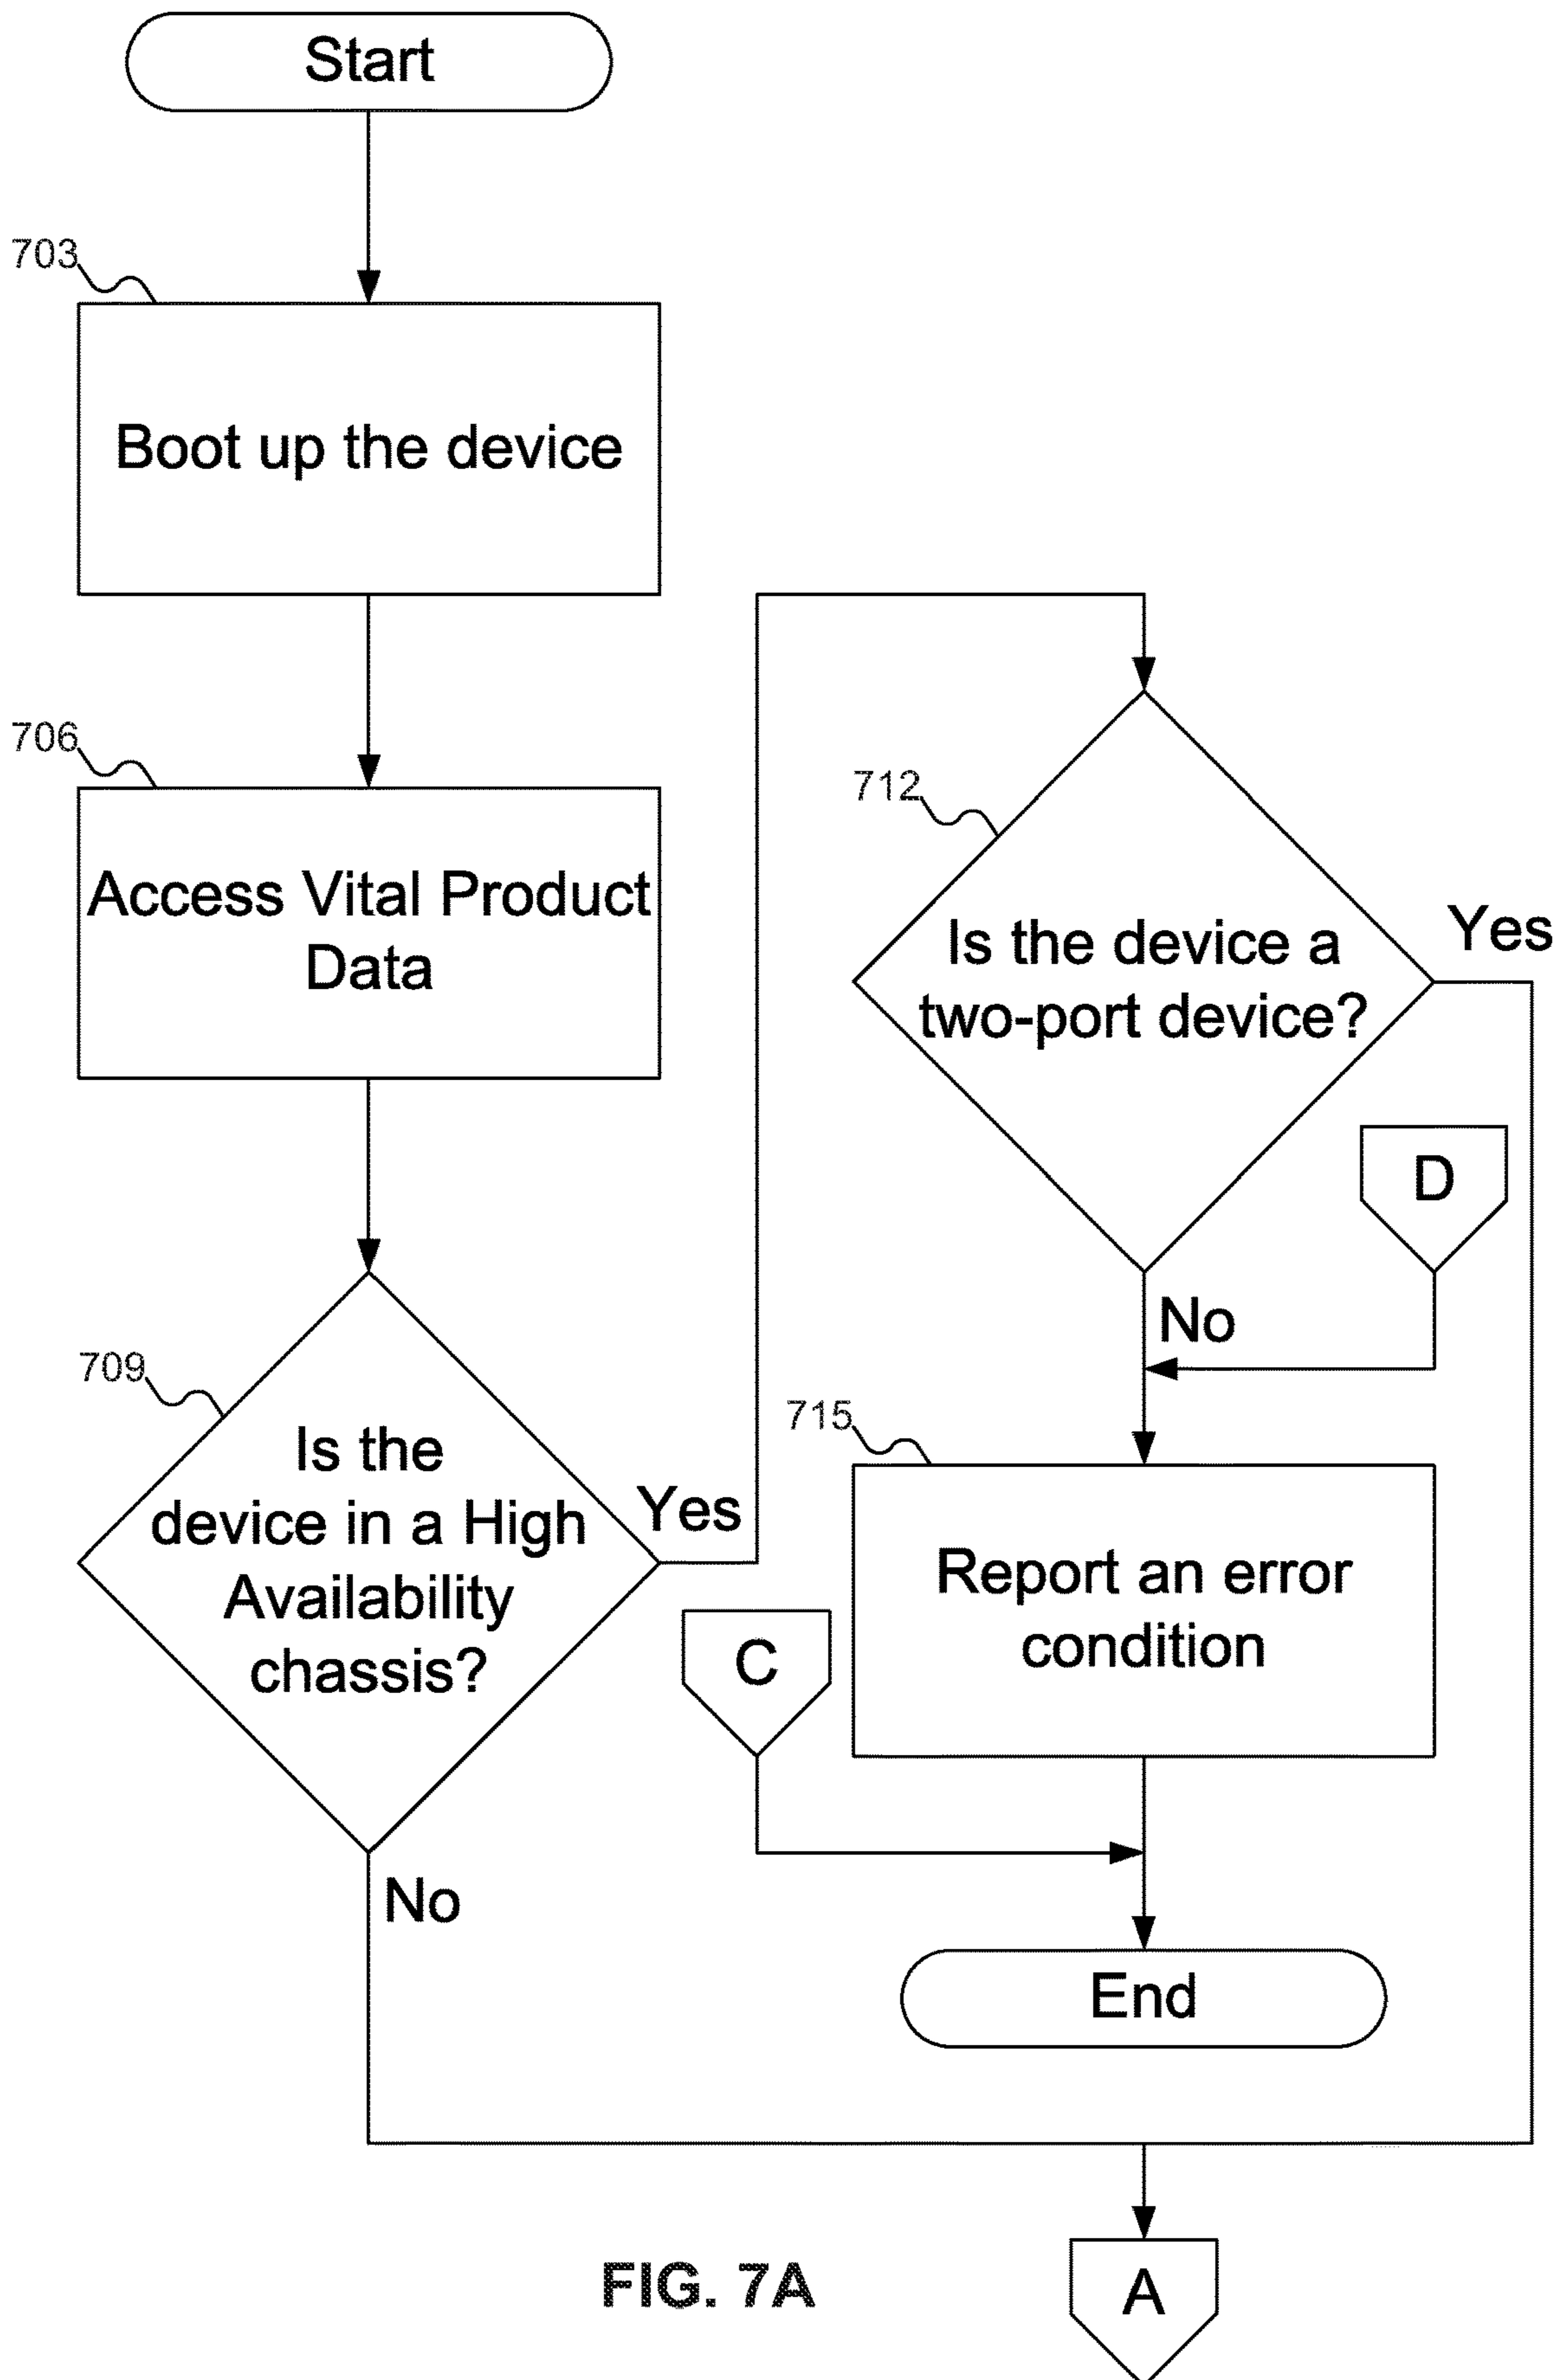 Start
703
Boot up the device
706
Access Vital Product
Data
709
Is the
device in a High
Availability
chassis?
Yes
No
712
Is the device a
two-port device?
Yes
No
D
715
Report an error
condition
C
End
A
FIG. 7A